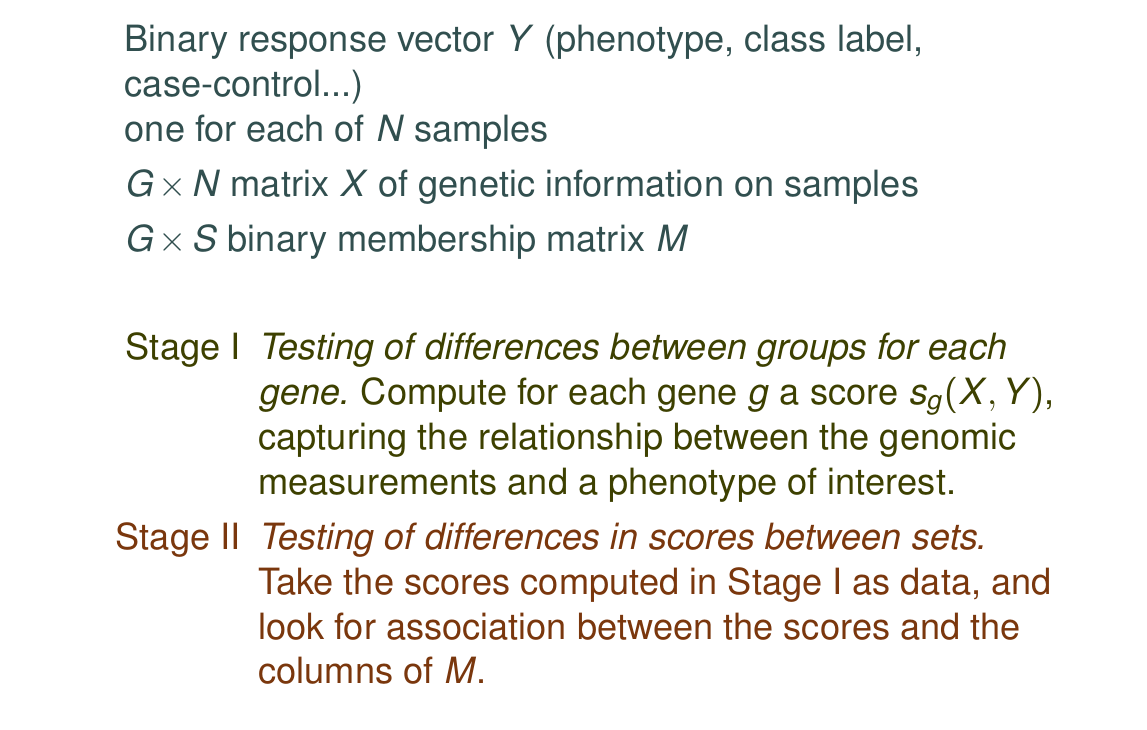 Binary response vector Y (phenotype, class label,
case-control...)
one for each of N samples
G × N matrix X of genetic information on samples
G × S binary membership matrix M
Stage I Testing of differences between groups for each
gene. Compute for each gene g a score s_g(X, Y),
capturing the relationship between the genomic
measurements and a phenotype of interest.
Stage II Testing of differences in scores between sets.
Take the scores computed in Stage I as data, and
look for association between the scores and the
columns of M.